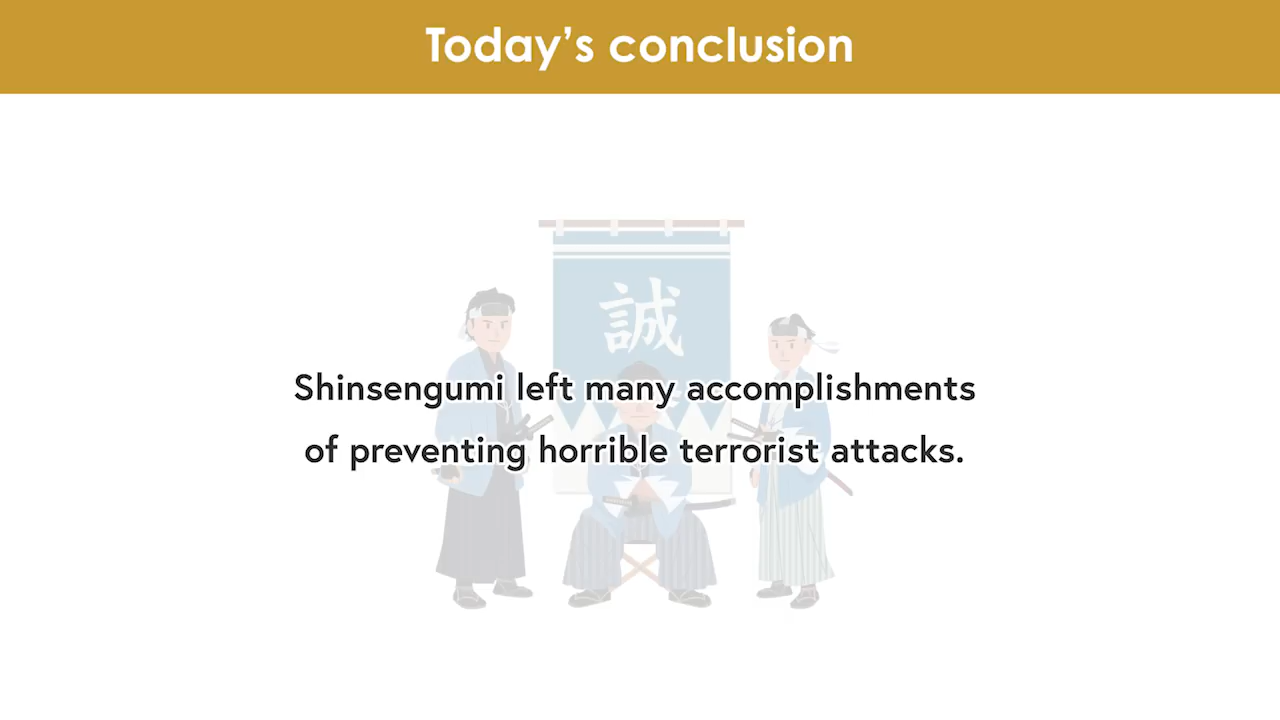 Today’s conclusion
誠
Shinsengumi left many accomplishments
of preventing horrible terrorist attacks.